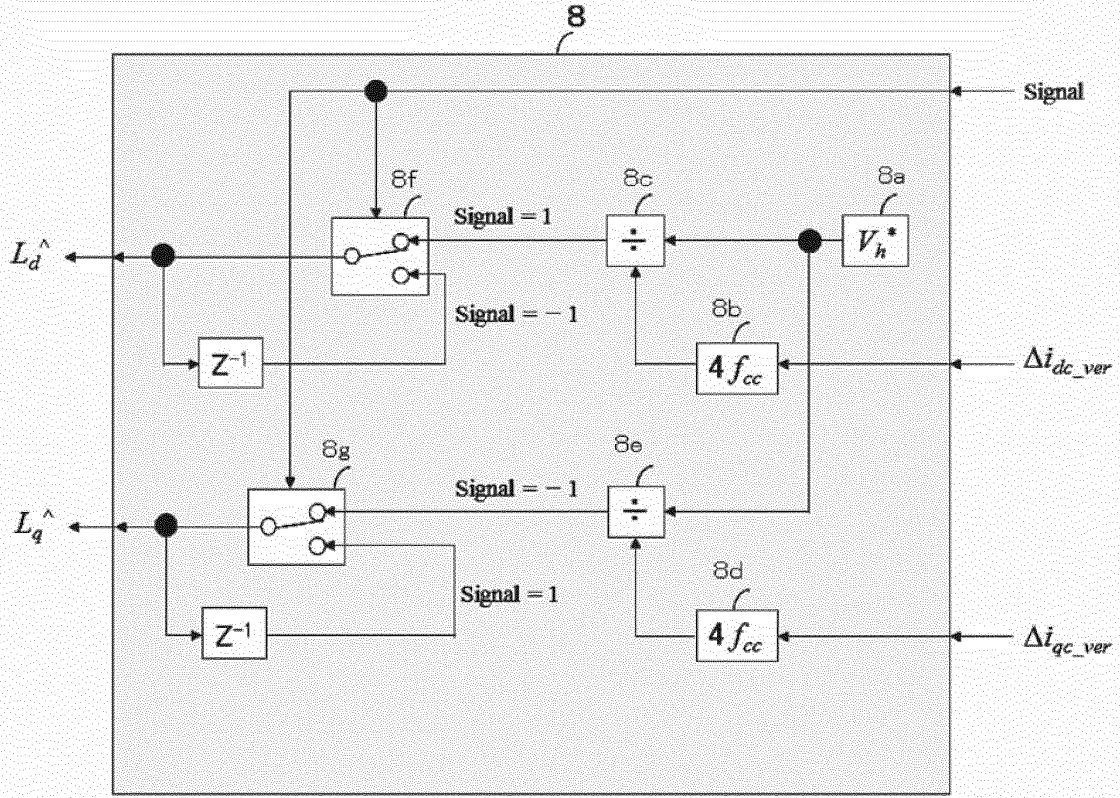 8
Signal
8f
8c
8a
Signal = 1
÷
V_h*
L_d^
8b
Signal = − 1
Z⁻¹
4 f_cc
Δi_dc_ver
8g
8e
Signal = − 1
÷
L_q^
8d
Signal = 1
Z⁻¹
4 f_cc
Δi_qc_ver